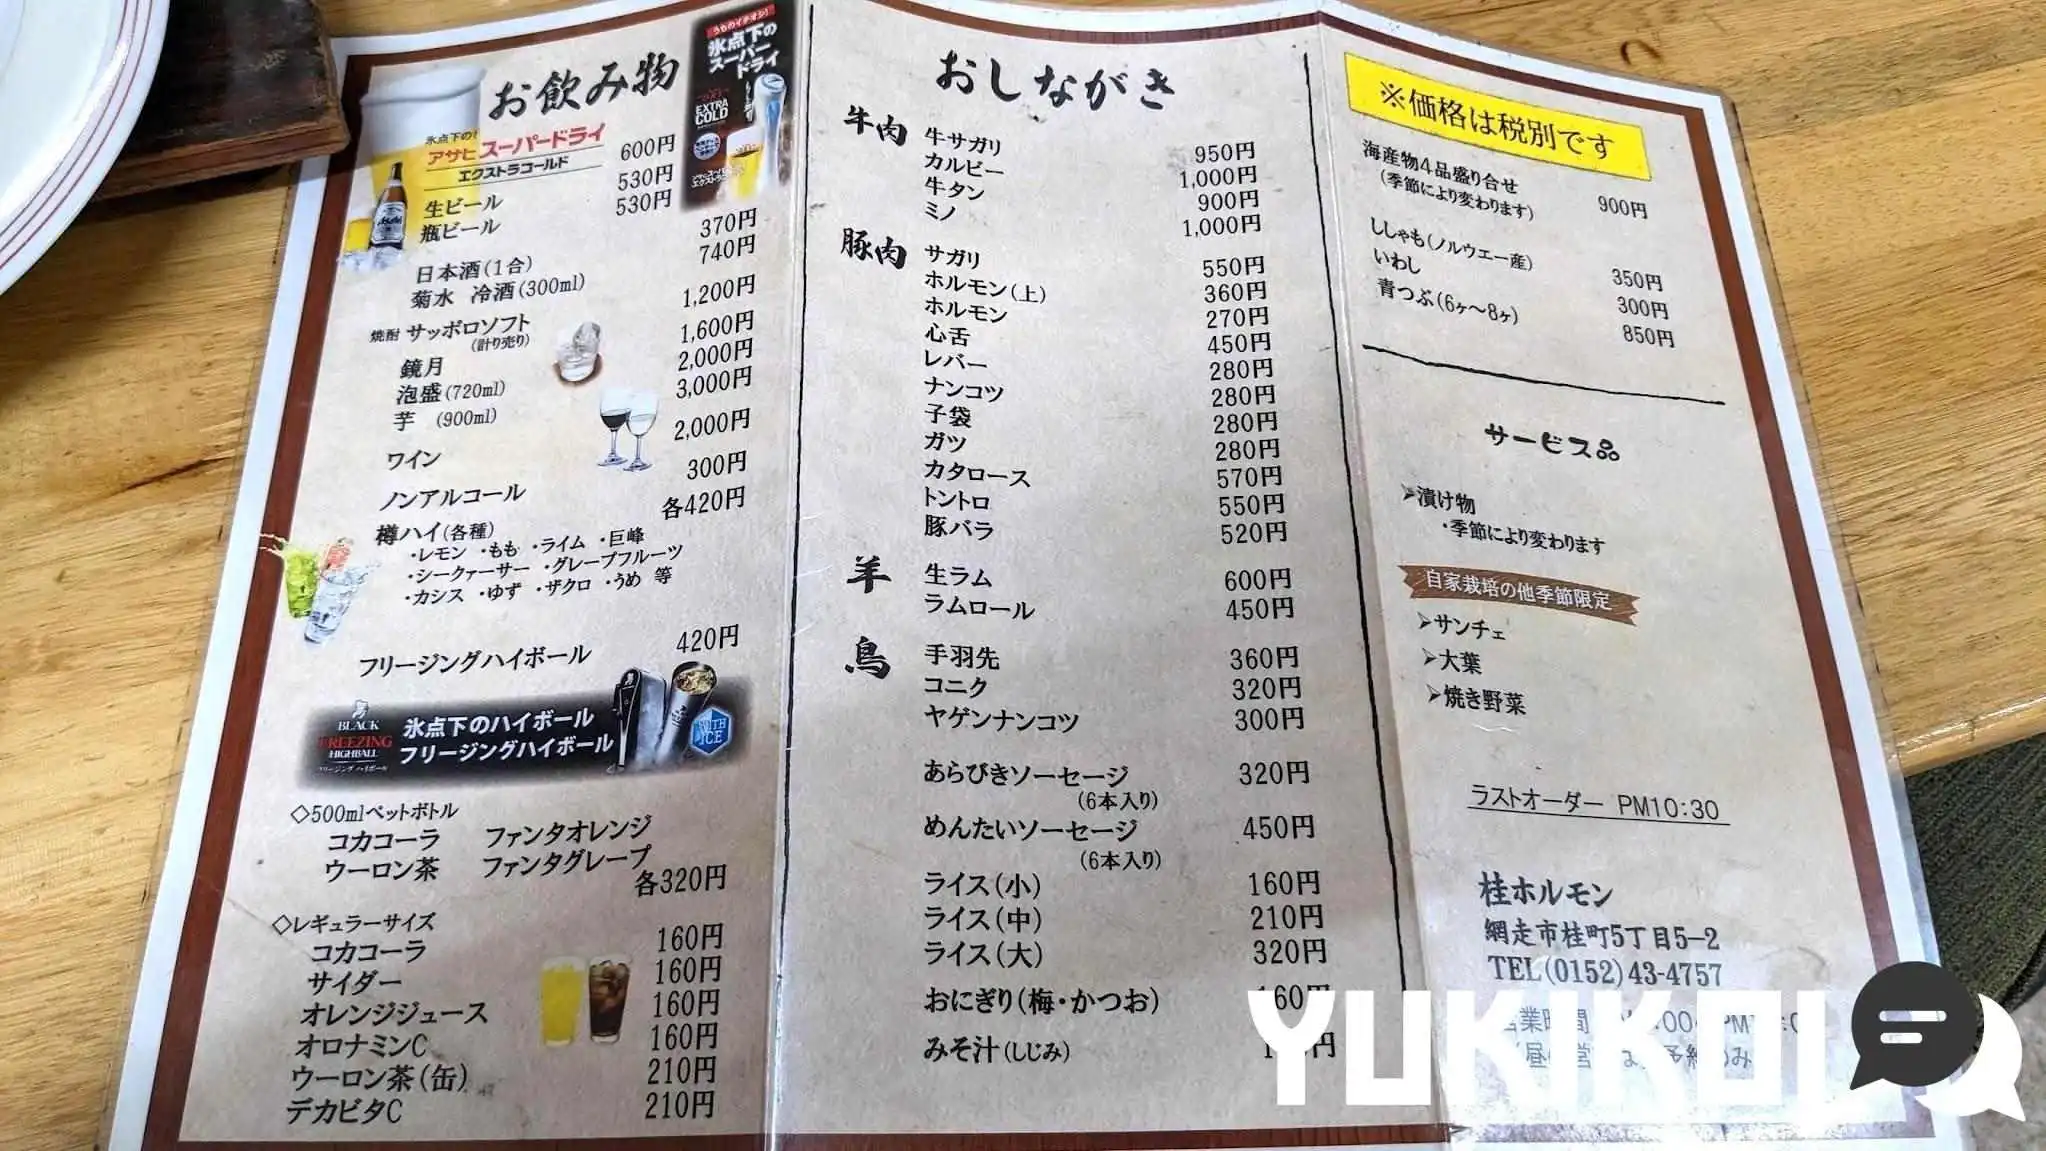 お飲み物
氷点下の!
アサヒ スーパードライ
エクストラコールド 600円
生ビール 530円
瓶ビール 530円
日本酒(1合) 370円
菊水 冷酒(300ml) 740円
焼酎 サッポロソフト 1,200円
(計り売り)
鏡月 1,600円
泡盛(720ml) 2,000円
芋 (900ml) 3,000円
ワイン 2,000円
ノンアルコール 300円
樽ハイ(各種) 各420円
・レモン ・もも ・ライム ・巨峰
・シークァーサー ・グレープフルーツ
・カシス ・ゆず ・ザクロ ・うめ 等
フリージングハイボール 420円
BLACK
FREEZING
HIGHBALL
フリージング ハイボール
氷点下のハイボール
フリージングハイボール
WITH
ICE
◇500mlペットボトル
コカコーラ ファンタオレンジ
ウーロン茶 ファンタグレープ
各320円
◇レギュラーサイズ
コカコーラ 160円
サイダー 160円
オレンジジュース 160円
オロナミンC 160円
ウーロン茶(缶) 210円
デカビタC 210円
うちのイチオシ!
氷点下の
スーパー
ドライ
EXTRA
COLD
おしながき
牛肉 牛サガリ 950円
カルビー 1,000円
牛タン 900円
ミノ 1,000円
豚肉 サガリ 550円
ホルモン(上) 360円
ホルモン 270円
心舌 450円
レバー 280円
ナンコツ 280円
子袋 280円
ガツ 280円
カタロース 570円
トントロ 550円
豚バラ 520円
羊 生ラム 600円
ラムロール 450円
鳥 手羽先 360円
コニク 320円
ヤゲンナンコツ 300円
あらびきソーセージ 320円
(6本入り)
めんたいソーセージ 450円
(6本入り)
ライス(小) 160円
ライス(中) 210円
ライス(大) 320円
おにぎり(梅・かつお) 160円
みそ汁(しじみ) 円
※価格は税別です
海産物4品盛り合せ 900円
(季節により変わります)
ししゃも(ノルウエー産) 350円
いわし 300円
青つぶ(6ヶ〜8ヶ) 850円
サービス品
➢漬け物
・季節により変わります
自家栽培の他季節限定
➢サンチェ
➢大葉
➢焼き野菜
ラストオーダー PM10:30
桂ホルモン
網走市桂町5丁目5-2
TEL(0152)43-4757
営業時間
YUKIKOI